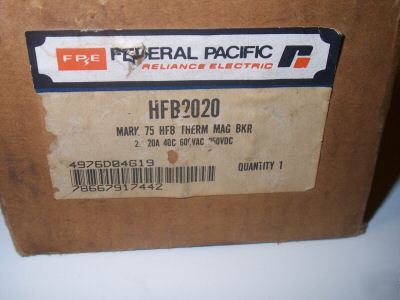 FPE FEDERAL PACIFIC
RELIANCE ELECTRIC
HFB2020
MARK 75 HFB THERM MAG BKR
20A 40C 600VAC 250VDC
4976D04G19
QUANTITY 1
78667917442